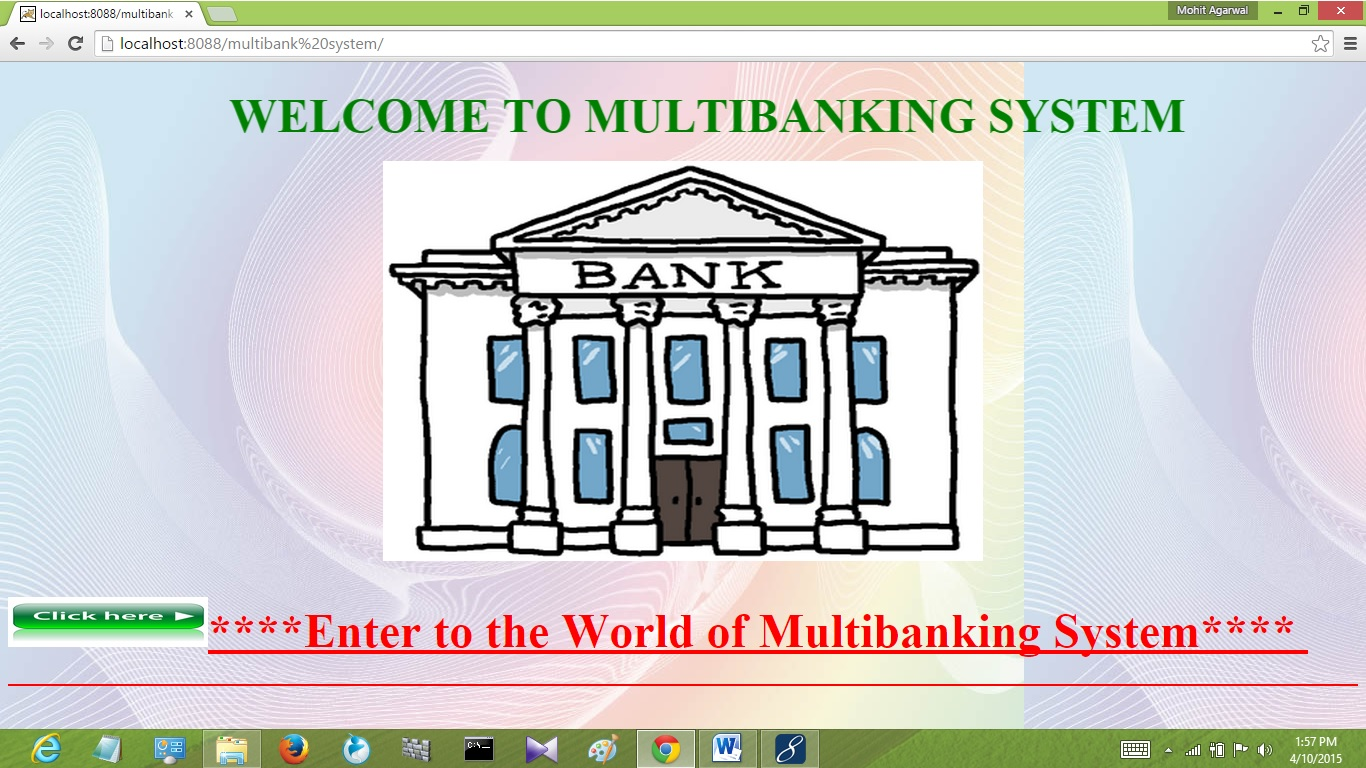 localhost:8088/multibank
Mohit Agarwal
localhost:8088/multibank%20system/
WELCOME TO MULTIBANKING SYSTEM
BANK
Click here
****Enter to the World of Multibanking System****
C:\_
W
8
1:57 PM
4/10/2015